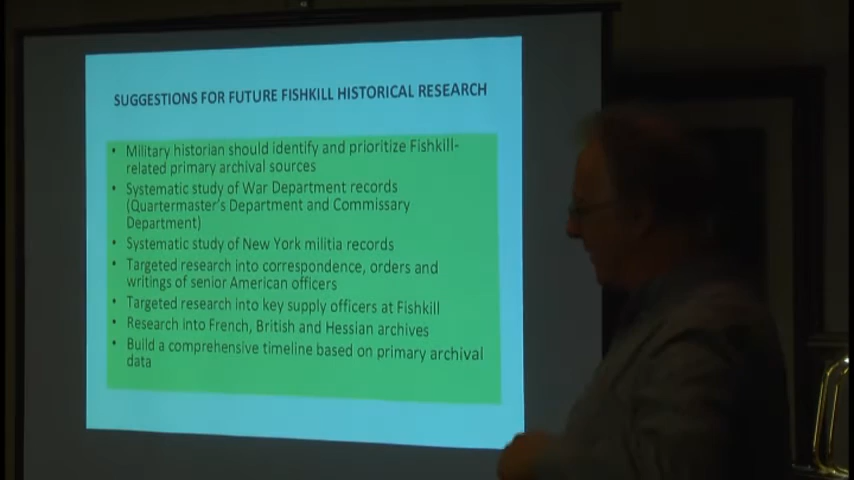 SUGGESTIONS FOR FUTURE FISHKILL HISTORICAL RESEARCH
• Military historian should identify and prioritize Fishkill-
related primary archival sources
• Systematic study of War Department records
(Quartermaster's Department and Commissary
Department)
• Systematic study of New York militia records
• Targeted research into correspondence, orders and
writings of senior American officers
• Targeted research into key supply officers at Fishkill
• Research into French, British and Hessian archives
• Build a comprehensive timeline based on primary archival
data